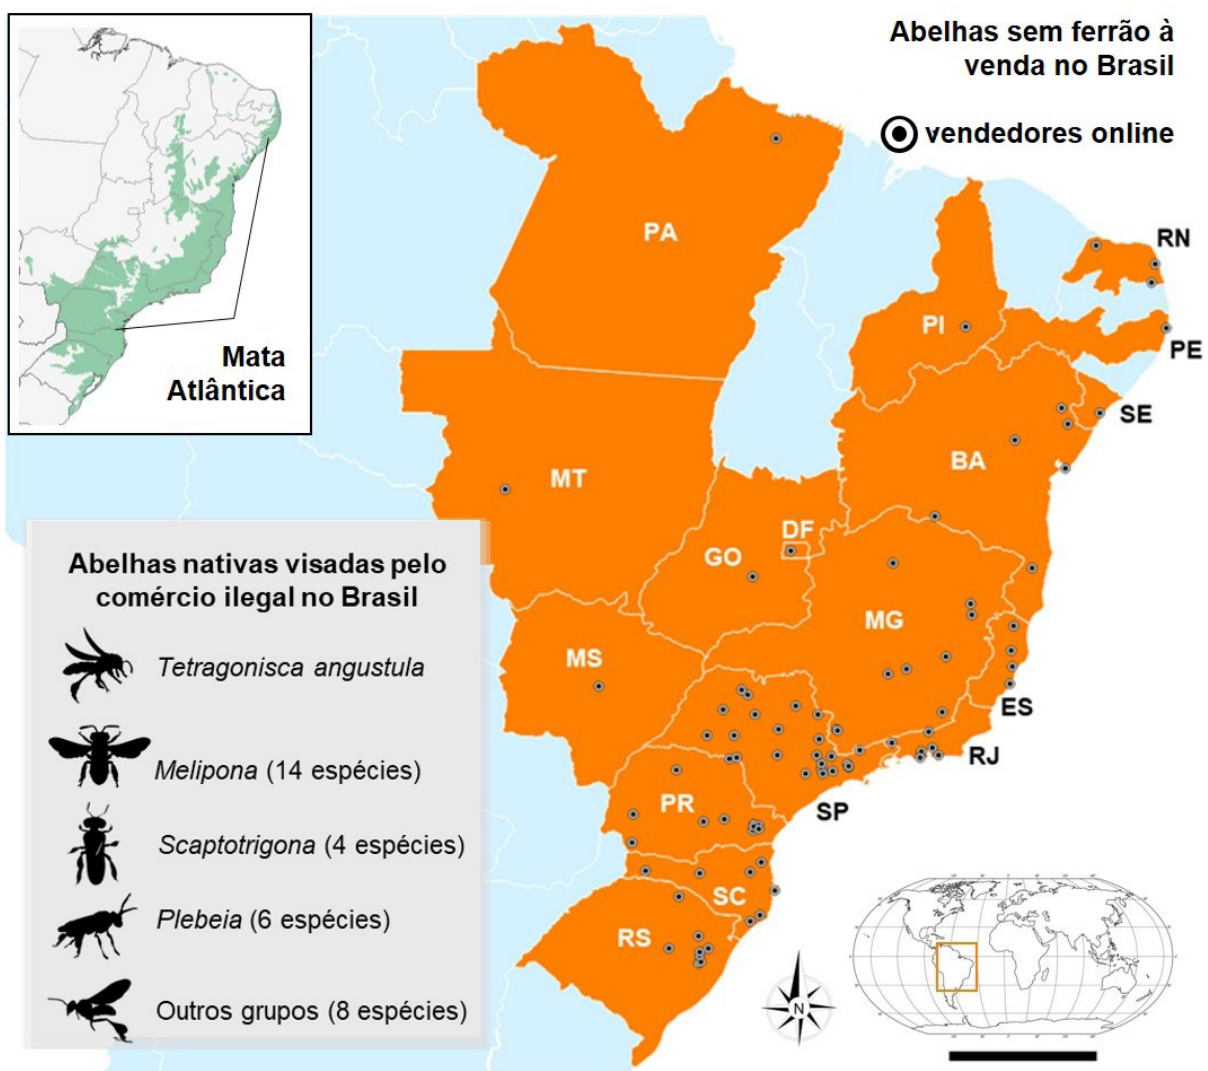 Abelhas sem ferrão à
venda no Brasil
vendedores online
Mata
Atlântica
PA
RN
PI
PE
SE
BA
MT
DF
GO
MG
MS
ES
RJ
SP
PR
SC
RS
Abelhas nativas visadas pelo
comércio ilegal no Brasil
Tetragonisca angustula
Melipona (14 espécies)
Scaptotrigona (4 espécies)
Plebeia (6 espécies)
Outros grupos (8 espécies)
N